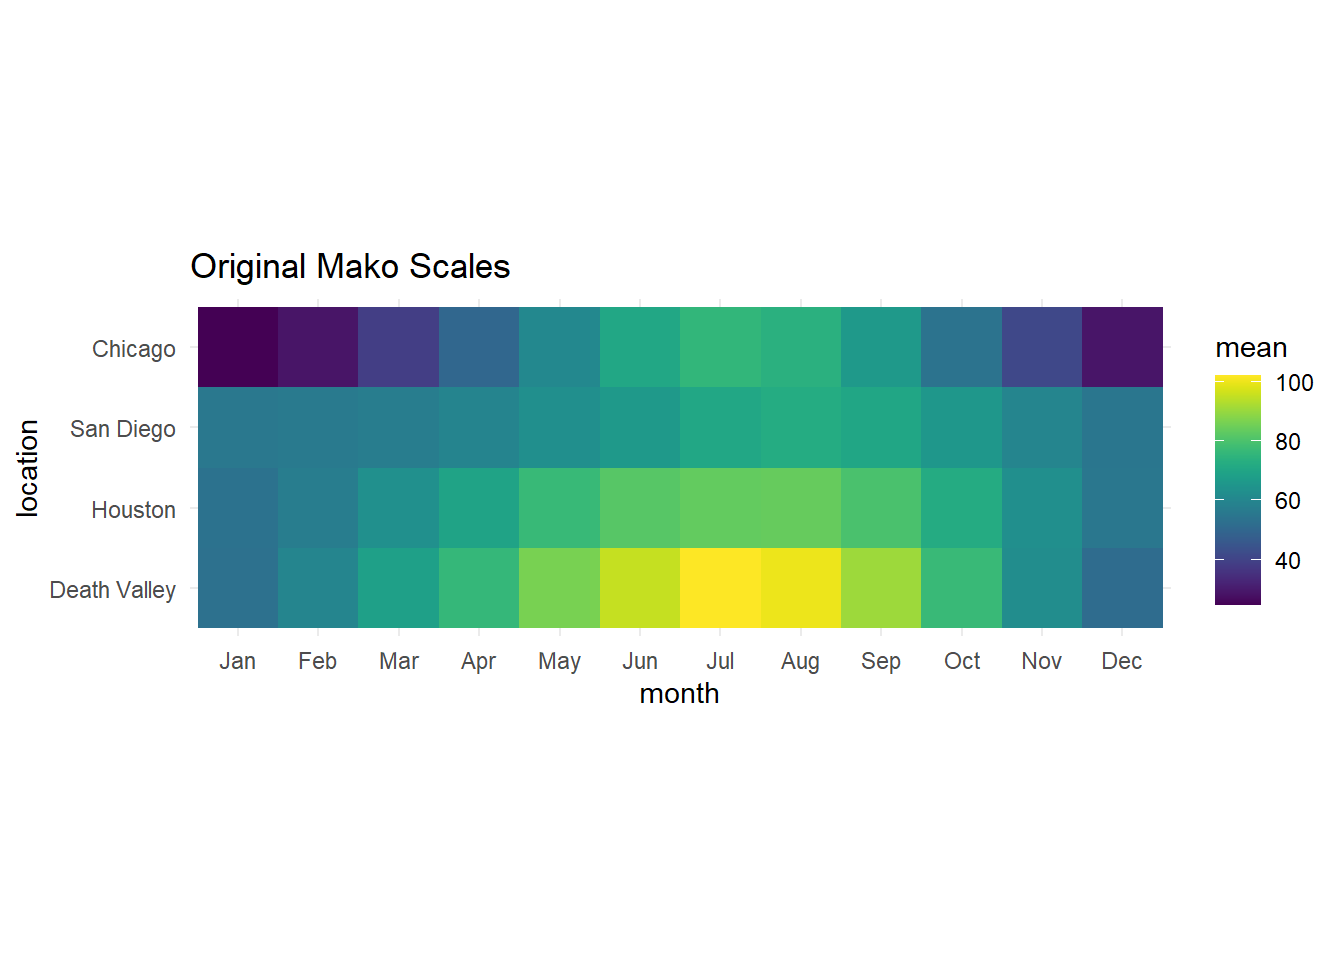 Original Mako Scales
location
Chicago
San Diego
Houston
Death Valley
Jan Feb Mar Apr May Jun Jul Aug Sep Oct Nov Dec
month
mean
100
80
60
40